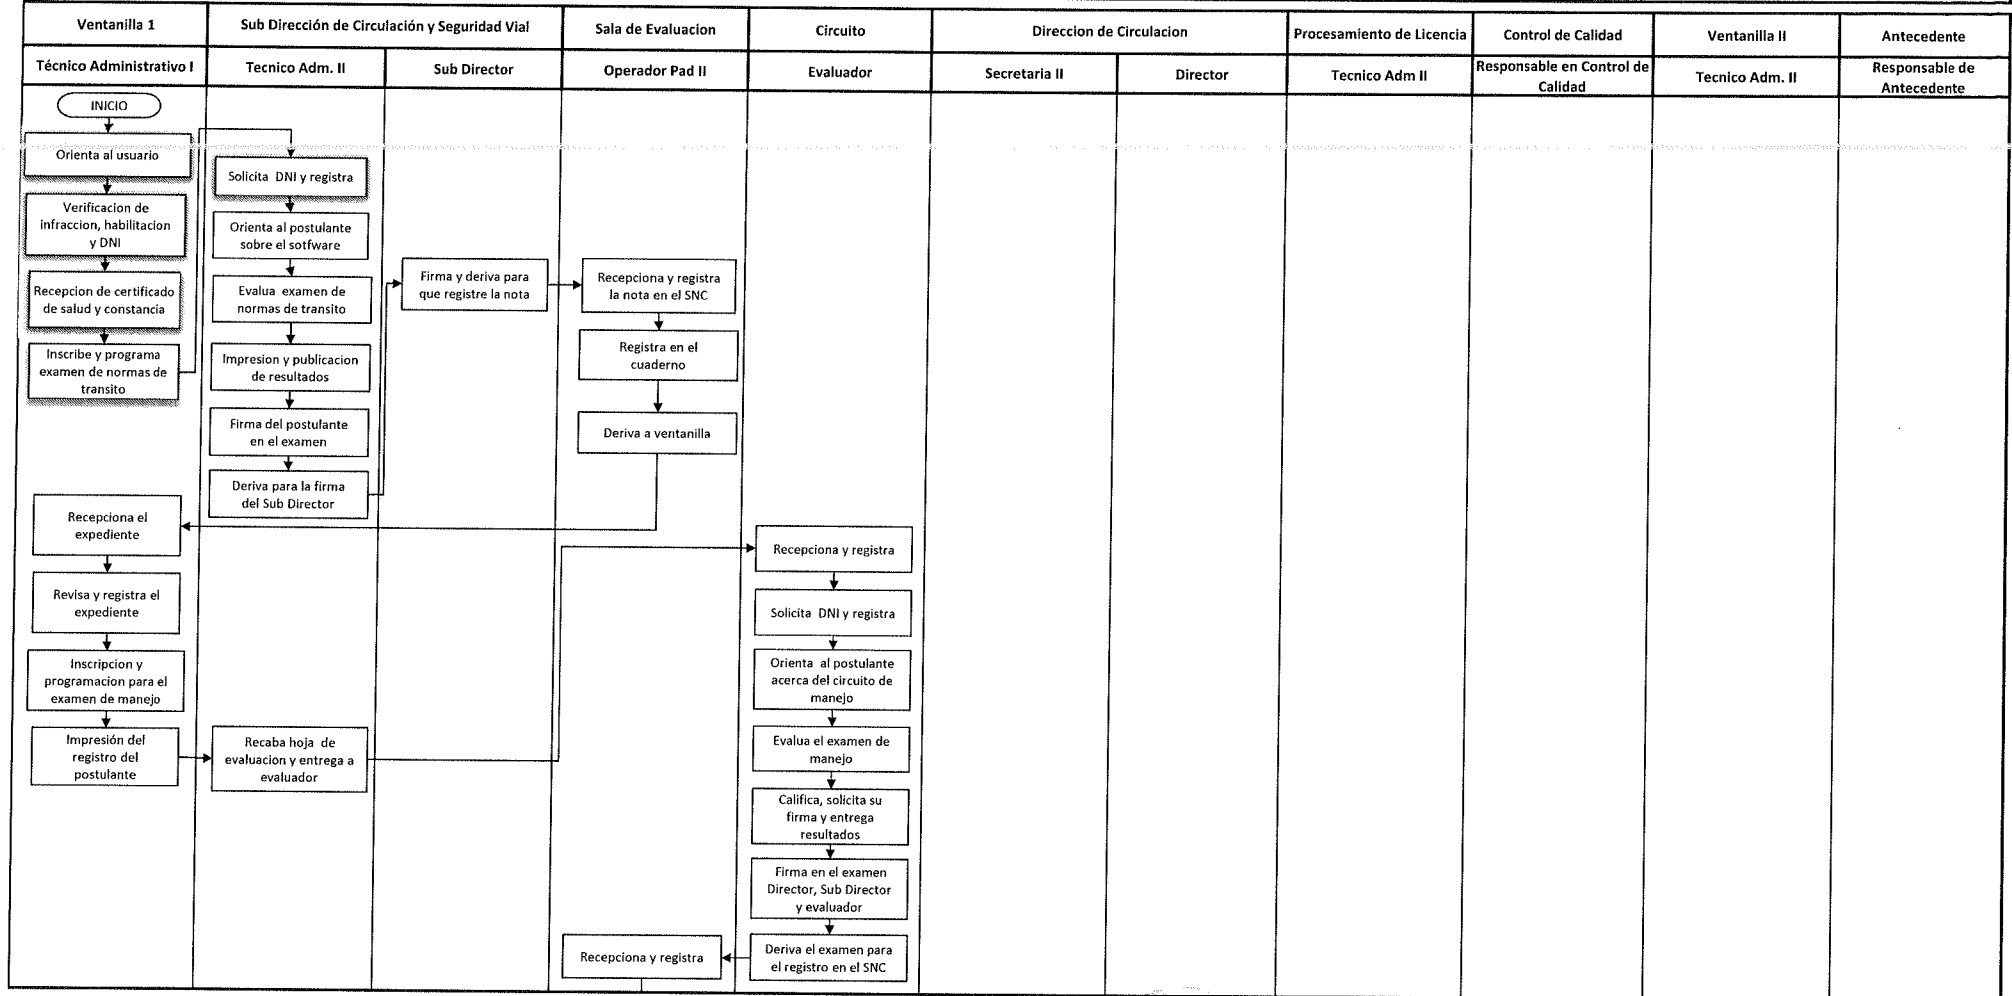 Ventanilla 1
Sub Dirección de Circulación y Seguridad Vial
Sala de Evaluacion
Circuito
Direccion de Circulacion
Procesamiento de Licencia
Control de Calidad
Ventanilla II
Antecedente
Técnico Administrativo I
Tecnico Adm. II
Sub Director
Operador Pad II
Evaluador
Secretaria II
Director
Tecnico Adm II
Responsable en Control de
Calidad
Tecnico Adm. II
Responsable de
Antecedente
INICIO
Orienta al usuario
Verificacion de
infraccion, habilitacion
y DNI
Recepcion de certificado
de salud y constancia
Inscribe y programa
examen de normas de
transito
Solicita DNI y registra
Orienta al postulante
sobre el sotfware
Evalua examen de
normas de transito
Impresion y publicacion
de resultados
Firma del postulante
en el examen
Deriva para la firma
del Sub Director
Firma y deriva para
que registre la nota
Recepciona y registra
la nota en el SNC
Registra en el
cuaderno
Deriva a ventanilla
Recepciona el
expediente
Revisa y registra el
expediente
Inscripcion y
programacion para el
examen de manejo
Impresión del
registro del
postulante
Recaba hoja de
evaluacion y entrega a
evaluador
Recepciona y registra
Solicita DNI y registra
Orienta al postulante
acerca del circuito de
manejo
Evalua el examen de
manejo
Califica, solicita su
firma y entrega
resultados
Firma en el examen
Director, Sub Director
y evaluador
Deriva el examen para
el registro en el SNC
Recepciona y registra